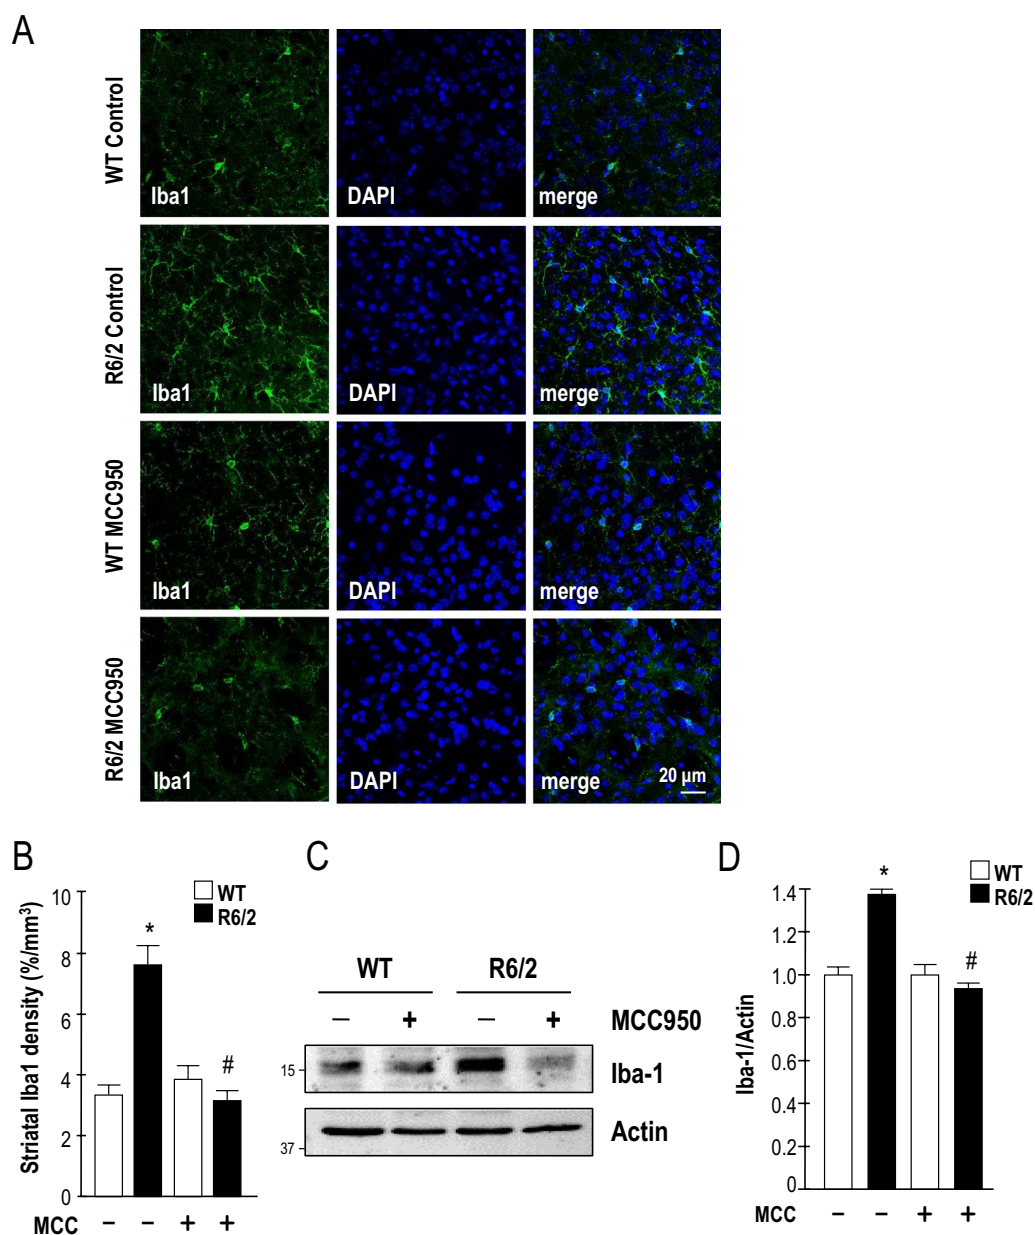 A
WT Control
Iba1
DAPI
merge
R6/2 Control
Iba1
DAPI
merge
WT MCC950
Iba1
DAPI
merge
R6/2 MCC950
Iba1
DAPI
merge
20 µm
B
Striatal Iba1 density (%/mm³)
10
8
6
4
2
0
*
#
WT
R6/2
MCC − − + +
C
WT R6/2
− + − + MCC950
15 Iba-1
37 Actin
D
Iba-1/Actin
1.4
1.2
1.0
1.0
0.8
0.6
0.4
0.2
0
*
#
WT
R6/2
MCC − − + +